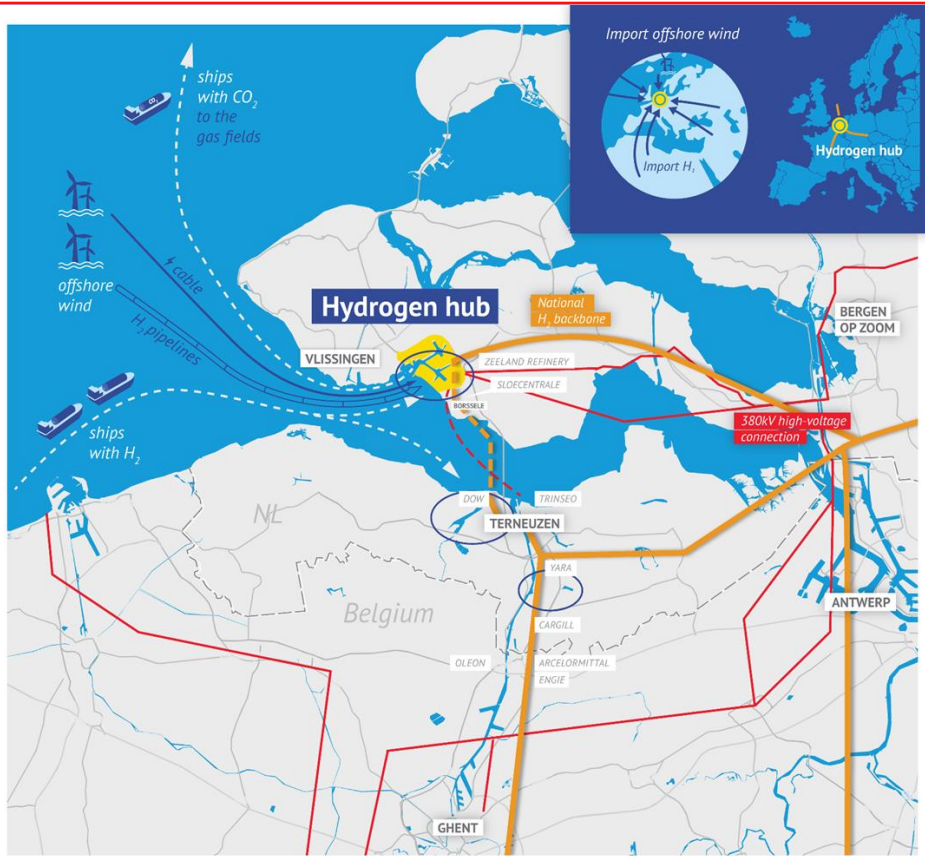 Import offshore wind
Import H₂
Hydrogen hub
ships
with CO₂
to the
gas fields
CO₂
offshore
wind
cable
H₂ pipelines
ships
with H₂
Hydrogen hub
National
H₂ backbone
VLISSINGEN
ZEELAND REFINERY
SLOECENTRALE
BORSSELE
BERGEN
OP ZOOM
380kV high-voltage
connection
DOW
TRINSEO
TERNEUZEN
NL
YARA
Belgium
ANTWERP
CARGILL
OLEON
ARCELORMITTAL
ENGIE
GHENT